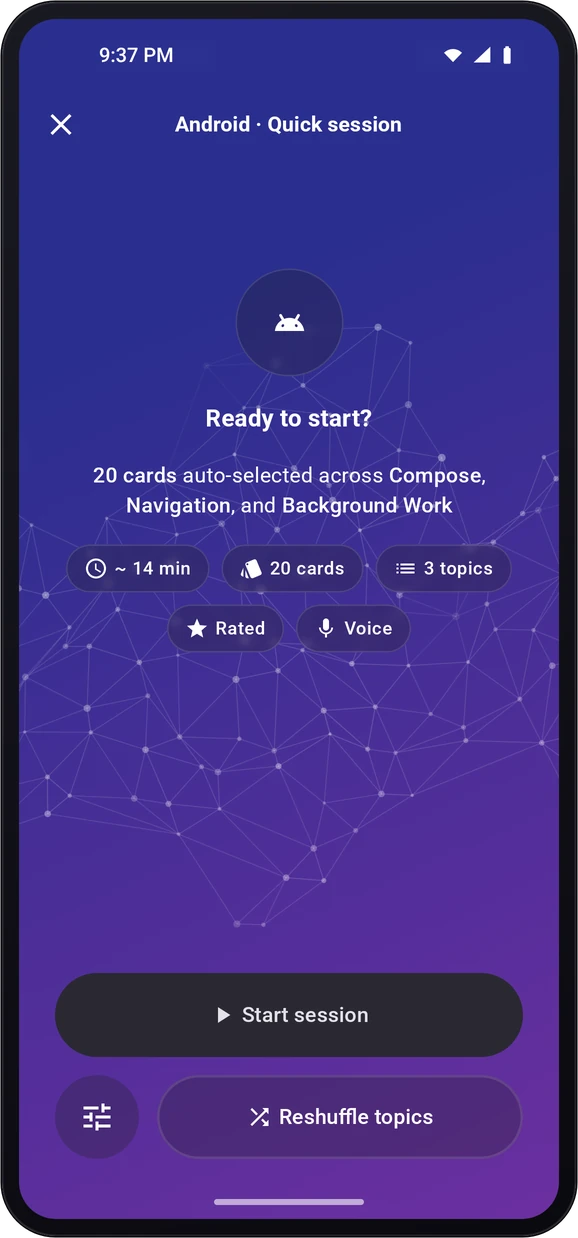 9:37 PM
Android · Quick session
Ready to start?
20 cards auto-selected across Compose,
Navigation, and Background Work
~ 14 min
20 cards
3 topics
Rated
Voice
Start session
Reshuffle topics